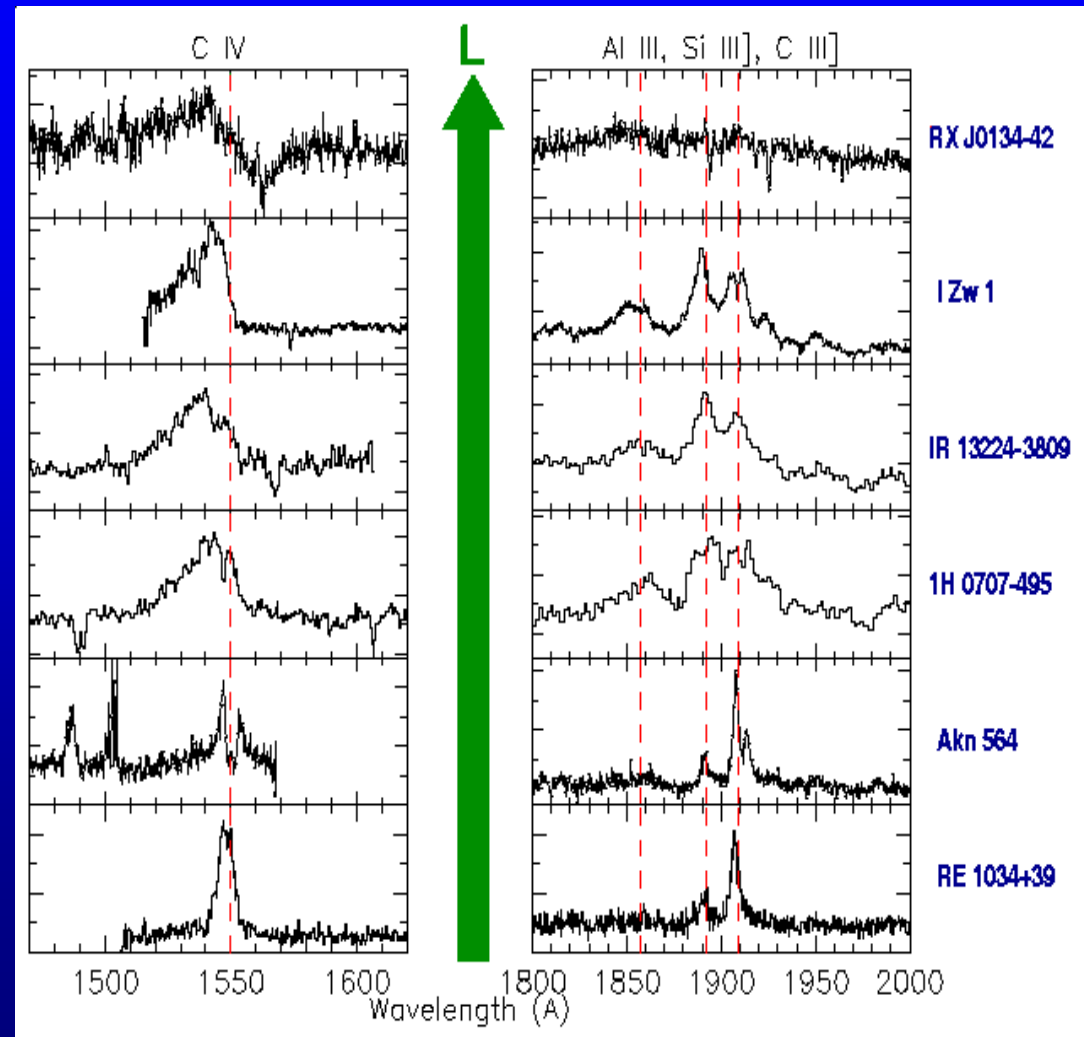 C IV
L
Al III, Si III], C III]
RX J0134-42
I Zw 1
IR 13224-3809
1H 0707-495
Akn 564
RE 1034+39
1500 1550 1600
1800 1850 1900 1950 2000
Wavelength (A)